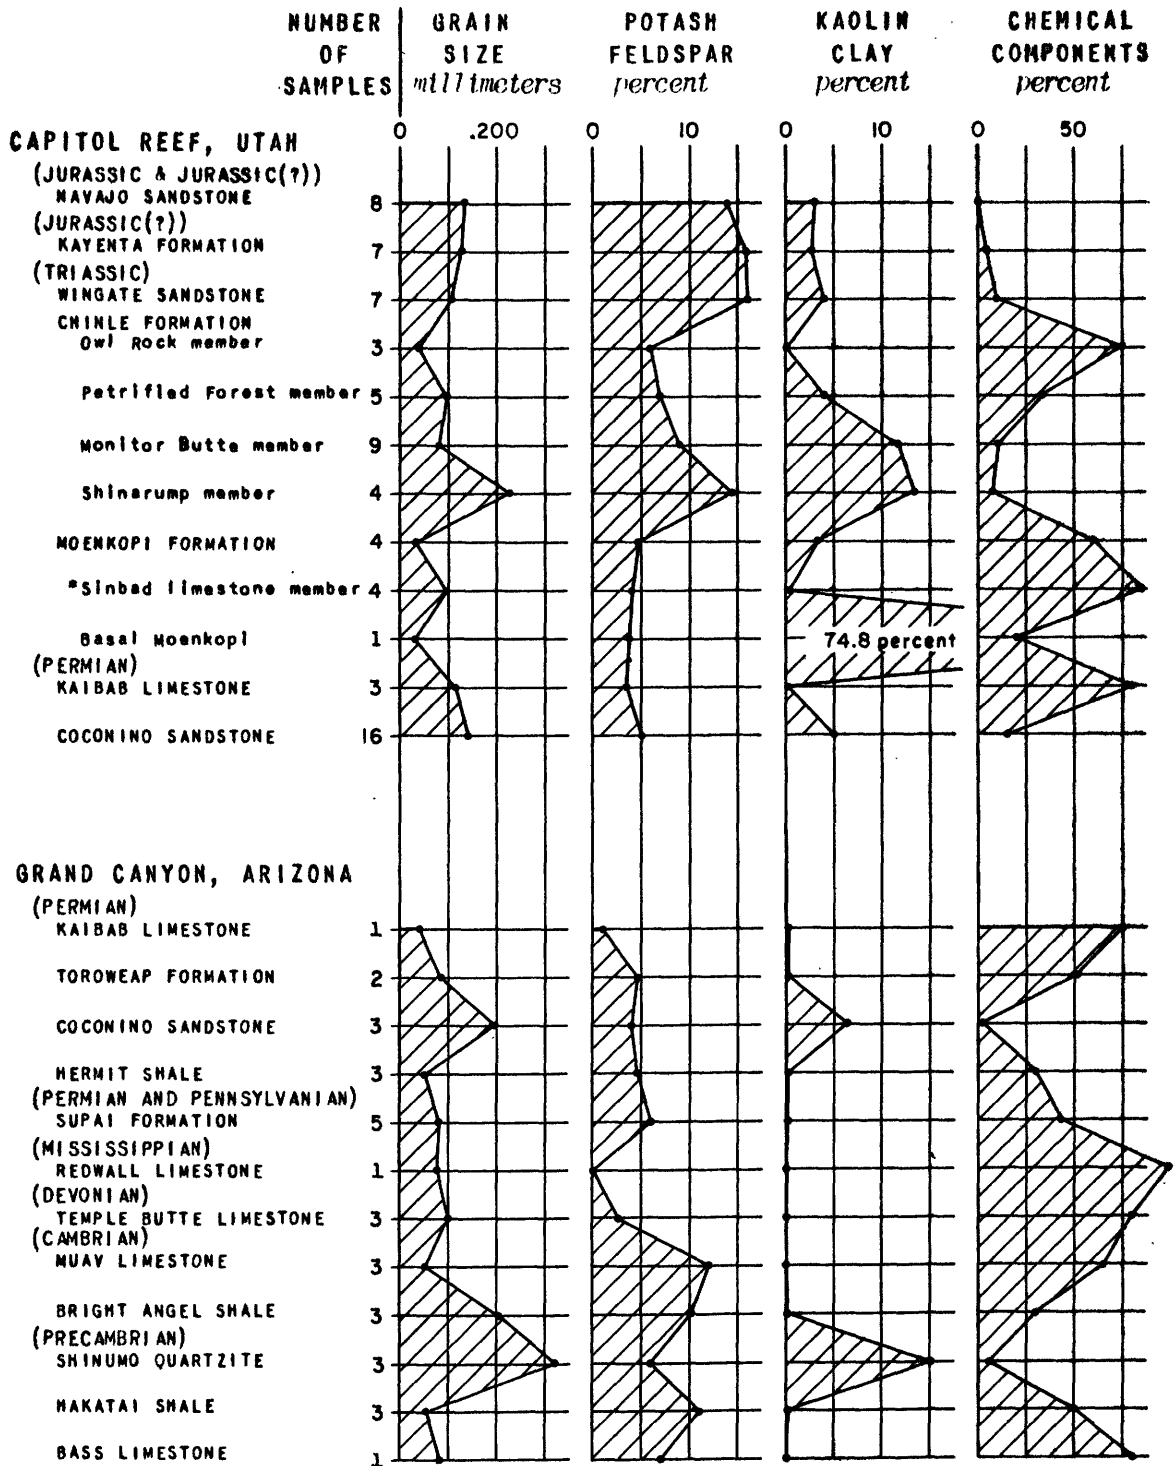 NUMBER GRAIN POTASH KAOLIN CHEMICAL
OF SIZE FELDSPAR CLAY COMPONENTS
SAMPLES millimeters percent percent percent
CAPITOL REEF, UTAH 0 .200 0 10 0 10 0 50
(JURASSIC & JURASSIC(?))
NAVAJO SANDSTONE 8
(JURASSIC(?))
KAYENTA FORMATION 7
(TRIASSIC)
WINGATE SANDSTONE 7
CHINLE FORMATION
Owl Rock member 3
Petrified Forest member 5
Monitor Butte member 9
Shinarump member 4
MOENKOPI FORMATION 4
*Sinbad limestone member 4
Basal Moenkopi 1 74.8 percent
(PERMIAN)
KAIBAB LIMESTONE 3
COCONINO SANDSTONE 16
GRAND CANYON, ARIZONA
(PERMIAN)
KAIBAB LIMESTONE 1
TOROWEAP FORMATION 2
COCONINO SANDSTONE 3
HERMIT SHALE 3
(PERMIAN AND PENNSYLVANIAN)
SUPAI FORMATION 5
(MISSISSIPPIAN)
REDWALL LIMESTONE 1
(DEVONIAN)
TEMPLE BUTTE LIMESTONE 3
(CAMBRIAN)
MUAV LIMESTONE 3
BRIGHT ANGEL SHALE 3
(PRECAMBRIAN)
SHINUMO QUARTZITE 3
HAKATAI SHALE 3
BASS LIMESTONE 1